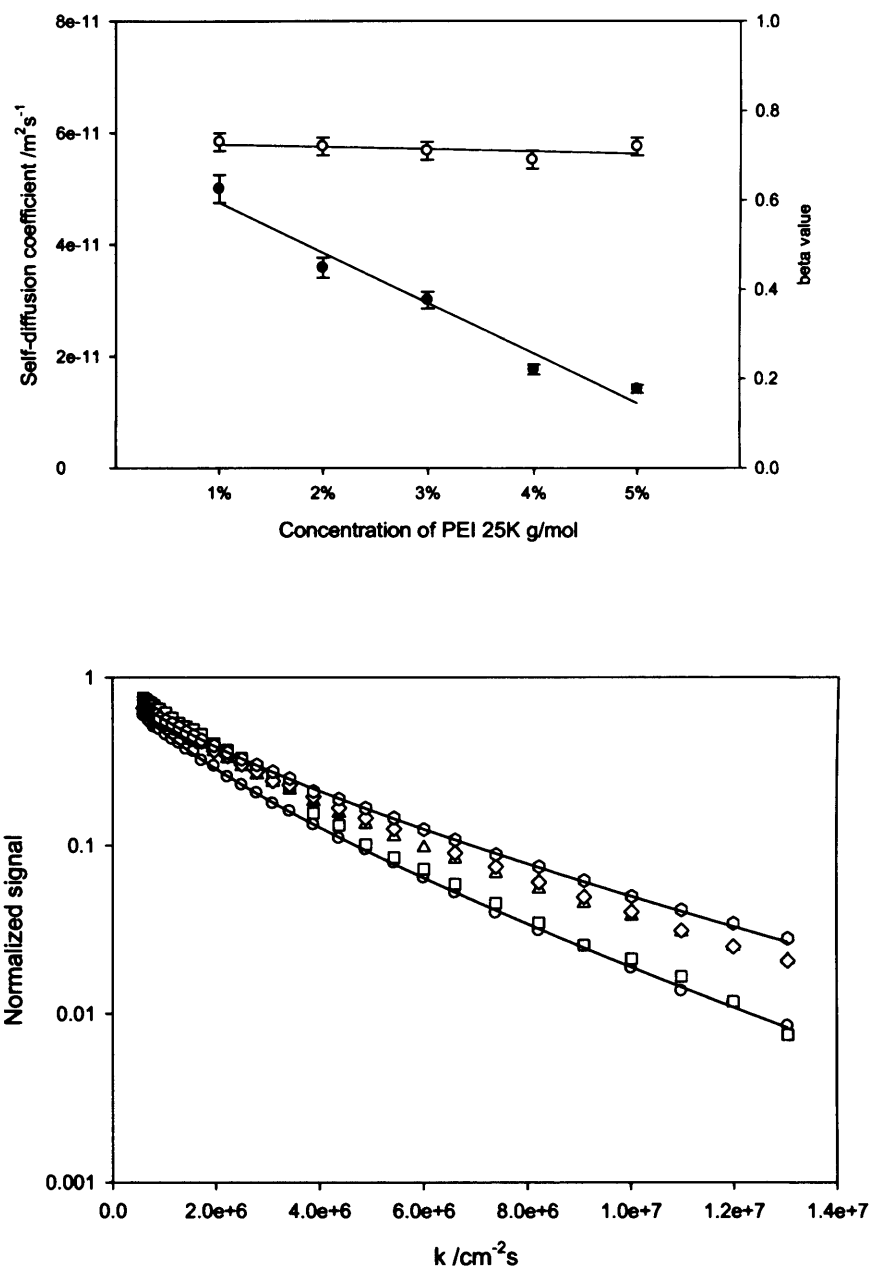 8e-11
6e-11
4e-11
2e-11
0
Self-diffusion coefficient /m²s⁻¹
1.0
0.8
0.6
0.4
0.2
0.0
beta value
1% 2% 3% 4% 5%
Concentration of PEI 25K g/mol
1
0.1
0.01
0.001
Normalized signal
0.0 2.0e+6 4.0e+6 6.0e+6 8.0e+6 1.0e+7 1.2e+7 1.4e+7
k /cm⁻²s